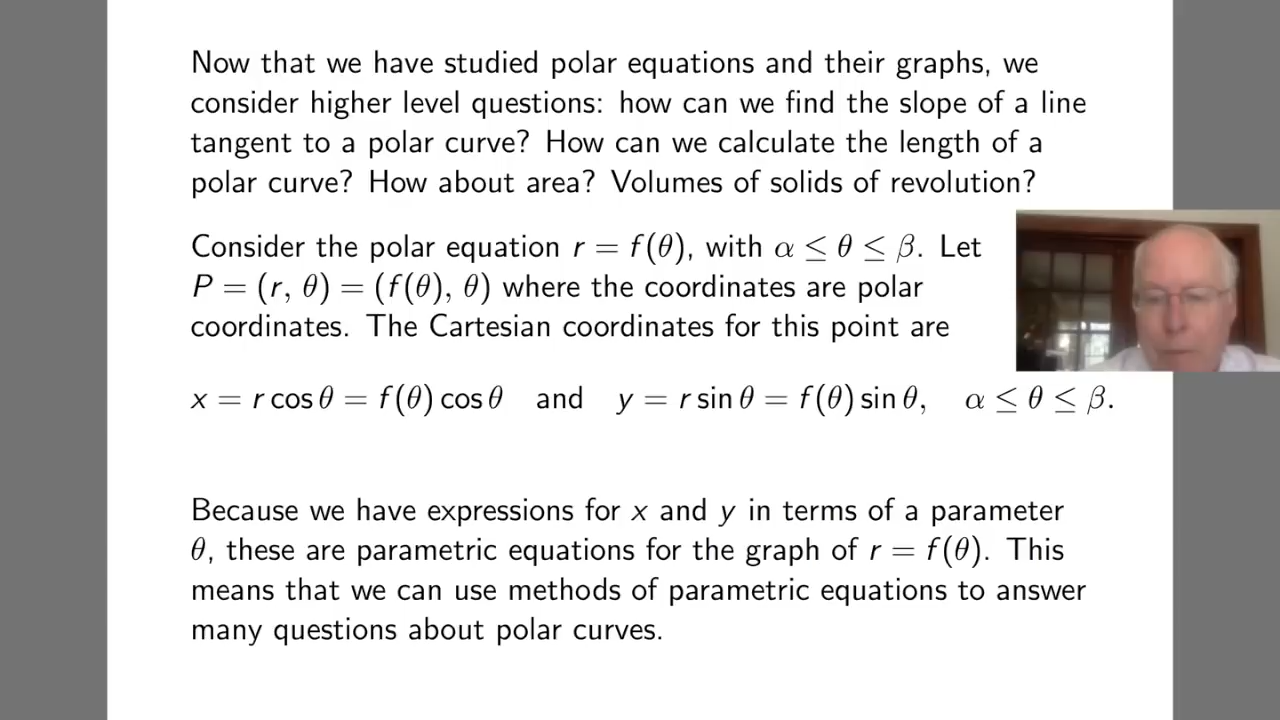 Now that we have studied polar equations and their graphs, we
consider higher level questions: how can we find the slope of a line
tangent to a polar curve? How can we calculate the length of a
polar curve? How about area? Volumes of solids of revolution?
Consider the polar equation r = f(θ), with α ≤ θ ≤ β. Let
P = (r, θ) = (f(θ), θ) where the coordinates are polar
coordinates. The Cartesian coordinates for this point are
x = r cos θ = f(θ) cos θ and y = r sin θ = f(θ) sin θ, α ≤ θ ≤ β.
Because we have expressions for x and y in terms of a parameter
θ, these are parametric equations for the graph of r = f(θ). This
means that we can use methods of parametric equations to answer
many questions about polar curves.